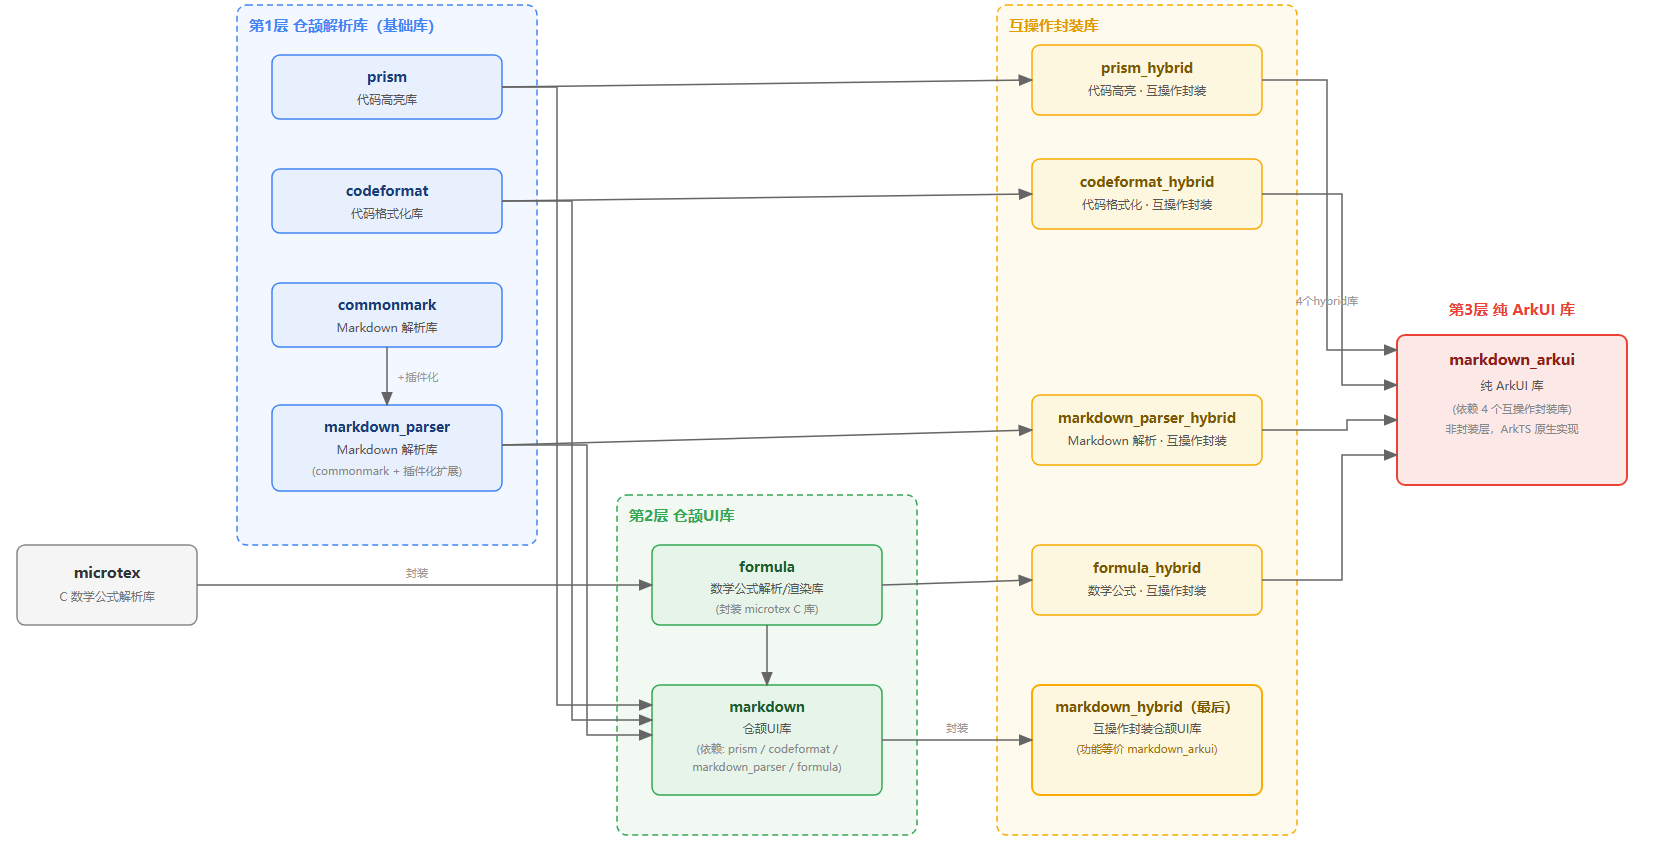 第1层 仓颉解析库（基础库）
prism
代码高亮库
codeformat
代码格式化库
commonmark
Markdown 解析库
+插件化
markdown_parser
Markdown 解析库
(commonmark + 插件化扩展)
microtex
C 数学公式解析库
封装
第2层 仓颉UI库
formula
数学公式解析/渲染库
(封装 microtex C 库)
markdown
仓颉UI库
(依赖: prism / codeformat /
markdown_parser / formula)
封装
互操作封装库
prism_hybrid
代码高亮 · 互操作封装
codeformat_hybrid
代码格式化 · 互操作封装
markdown_parser_hybrid
Markdown 解析 · 互操作封装
formula_hybrid
数学公式 · 互操作封装
markdown_hybrid（最后）
互操作封装仓颉UI库
(功能等价 markdown_arkui)
4个hybrid库
第3层 纯 ArkUI 库
markdown_arkui
纯 ArkUI 库
(依赖 4 个互操作封装库)
非封装层，ArkTS 原生实现